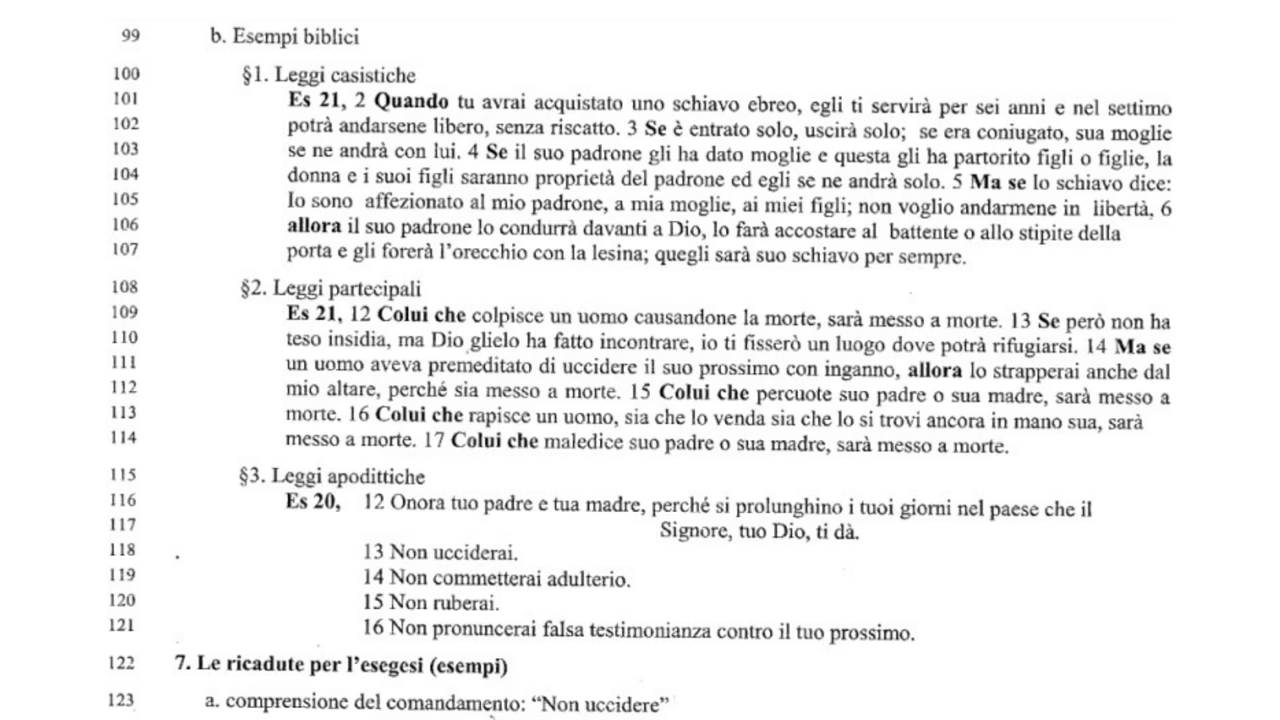 99 b. Esempi biblici
100 §1. Leggi casistiche
101 Es 21, 2 Quando tu avrai acquistato uno schiavo ebreo, egli ti servirà per sei anni e nel settimo
102 potrà andarsene libero, senza riscatto. 3 Se è entrato solo, uscirà solo; se era coniugato, sua moglie
103 se ne andrà con lui. 4 Se il suo padrone gli ha dato moglie e questa gli ha partorito figli o figlie, la
104 donna e i suoi figli saranno proprietà del padrone ed egli se ne andrà solo. 5 Ma se lo schiavo dice:
105 Io sono affezionato al mio padrone, a mia moglie, ai miei figli; non voglio andarmene in libertà, 6
106 allora il suo padrone lo condurrà davanti a Dio, lo farà accostare al battente o allo stipite della
107 porta e gli forerà l'orecchio con la lesina; quegli sarà suo schiavo per sempre.
108 §2. Leggi partecipali
109 Es 21, 12 Colui che colpisce un uomo causandone la morte, sarà messo a morte. 13 Se però non ha
110 teso insidia, ma Dio glielo ha fatto incontrare, io ti fisserò un luogo dove potrà rifugiarsi. 14 Ma se
111 un uomo aveva premeditato di uccidere il suo prossimo con inganno, allora lo strapperai anche dal
112 mio altare, perché sia messo a morte. 15 Colui che percuote suo padre o sua madre, sarà messo a
113 morte. 16 Colui che rapisce un uomo, sia che lo venda sia che lo si trovi ancora in mano sua, sarà
114 messo a morte. 17 Colui che maledice suo padre o sua madre, sarà messo a morte.
115 §3. Leggi apodittiche
116 Es 20, 12 Onora tuo padre e tua madre, perché si prolunghino i tuoi giorni nel paese che il
117 Signore, tuo Dio, ti dà.
118 13 Non ucciderai.
119 14 Non commetterai adulterio.
120 15 Non ruberai.
121 16 Non pronuncerai falsa testimonianza contro il tuo prossimo.
122 7. Le ricadute per l'esegesi (esempi)
123 a. comprensione del comandamento: “Non uccidere”